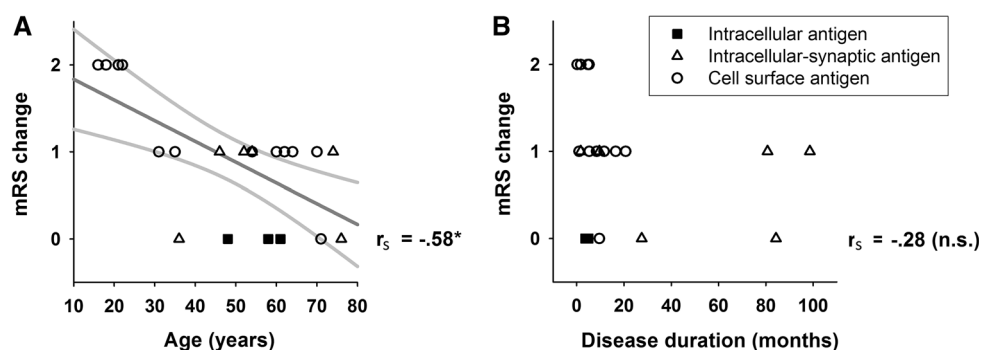 A
mRS change
2
1
0
10 20 30 40 50 60 70 80
Age (years)
rS = -.58*
B
mRS change
2
1
0
0 20 40 60 80 100
Disease duration (months)
rS = -.28 (n.s.)
Intracellular antigen
Intracellular-synaptic antigen
Cell surface antigen